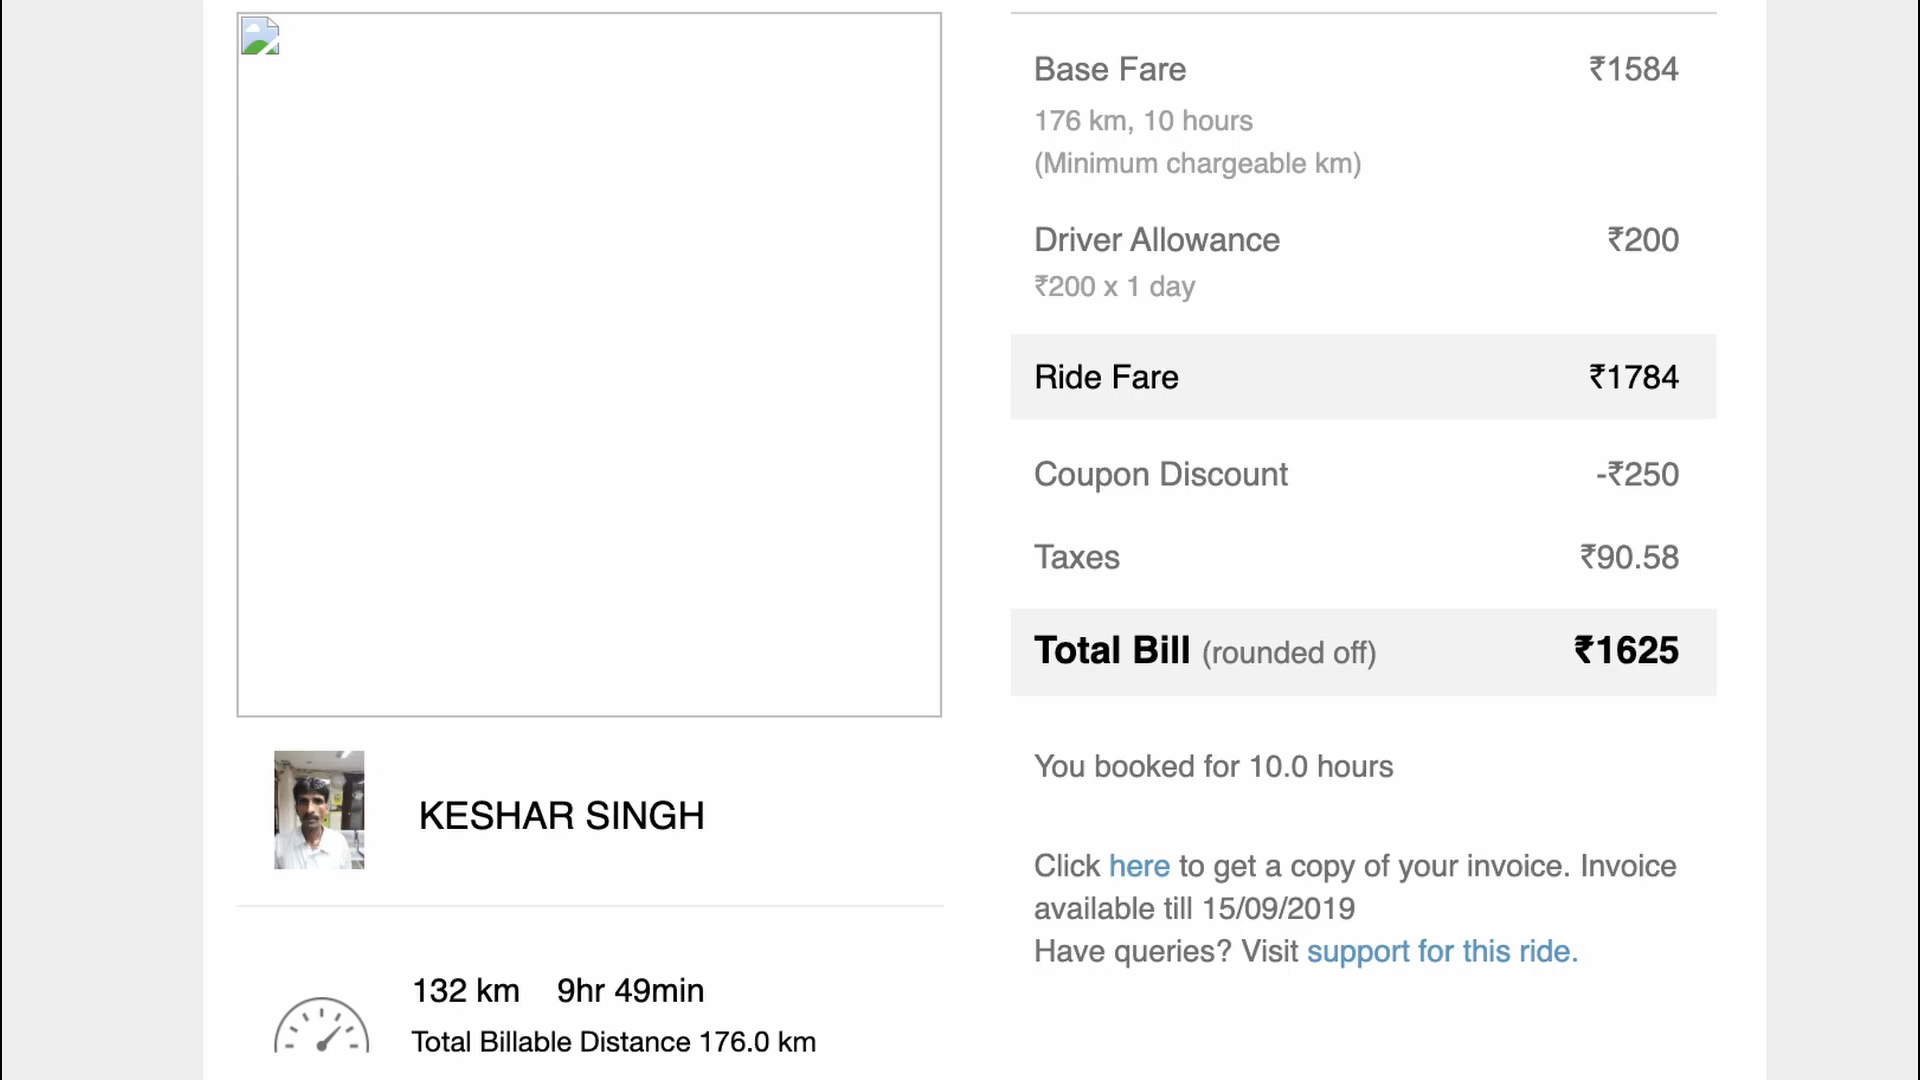 Base Fare ₹1584
176 km, 10 hours
(Minimum chargeable km)
Driver Allowance ₹200
₹200 x 1 day
Ride Fare ₹1784
Coupon Discount -₹250
Taxes ₹90.58
Total Bill (rounded off) ₹1625
You booked for 10.0 hours
Click here to get a copy of your invoice. Invoice
available till 15/09/2019
Have queries? Visit support for this ride.
KESHAR SINGH
132 km 9hr 49min
Total Billable Distance 176.0 km